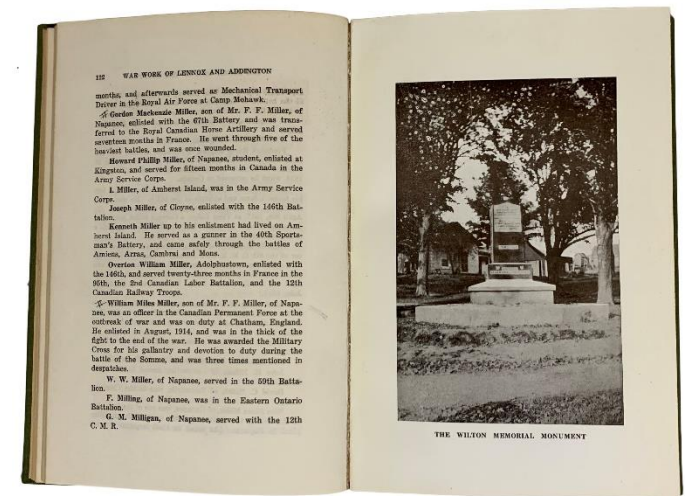 126 WAR WORK OF LENNOX AND ADDINGTON
months, and afterwards served as Mechanical Transport
Driver in the Royal Air Force at Camp Mohawk.
Gordon Mackenzie Miller, son of Mr. F. F. Miller, of
Napanee, enlisted with the 67th Battery and was trans-
ferred to the Royal Canadian Horse Artillery and served
seventeen months in France. He went through five of the
heaviest battles, and was once wounded.
Howard Phillip Miller, of Napanee, student, enlisted at
Kingston, and served for fifteen months in Canada in the
Army Service Corps.
I. Miller, of Amherst Island, was in the Army Service
Corps.
Joseph Miller, of Cloyne, enlisted with the 146th Bat-
talion.
Kenneth Miller up to his enlistment had lived on Am-
herst Island. He served as a gunner in the 40th Sports-
man's Battery, and came safely through the battles of
Amiens, Arras, Cambrai and Mons.
Overton William Miller, Adolphustown, enlisted with
the 146th, and served twenty-three months in France in the
95th, the 2nd Canadian Labor Battalion, and the 12th
Canadian Railway Troops.
William Miles Miller, son of Mr. F. F. Miller, of Napa-
nee, was an officer in the Canadian Permanent Force at the
outbreak of war and was on duty at Chatham, England.
He enlisted in August, 1914, and was in the thick of the
fight to the end of the war. He was awarded the Military
Cross for his gallantry and devotion to duty during the
battle of the Somme, and was three times mentioned in
despatches.
W. W. Miller, of Napanee, served in the 59th Batta-
lion.
F. Milling, of Napanee, was in the Eastern Ontario
Battalion.
G. M. Milligan, of Napanee, served with the 12th
C. M. R.
THE WILTON MEMORIAL MONUMENT